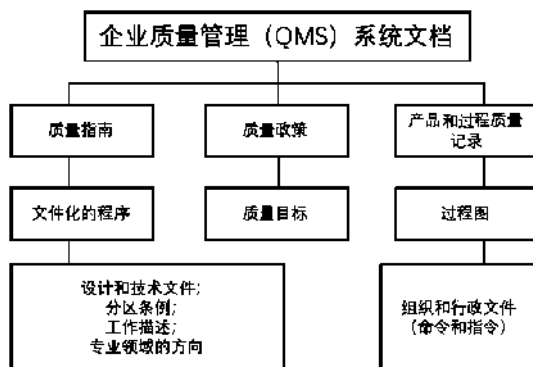 企业质量管理（QMS）系统文档
质量指南
质量政策
产品和过程质量
记录
文件化的程序
质量目标
过程图
设计和技术文件;
分区条例;
工作描述;
专业领域的方向
组织和行政文件
（命令和指令）